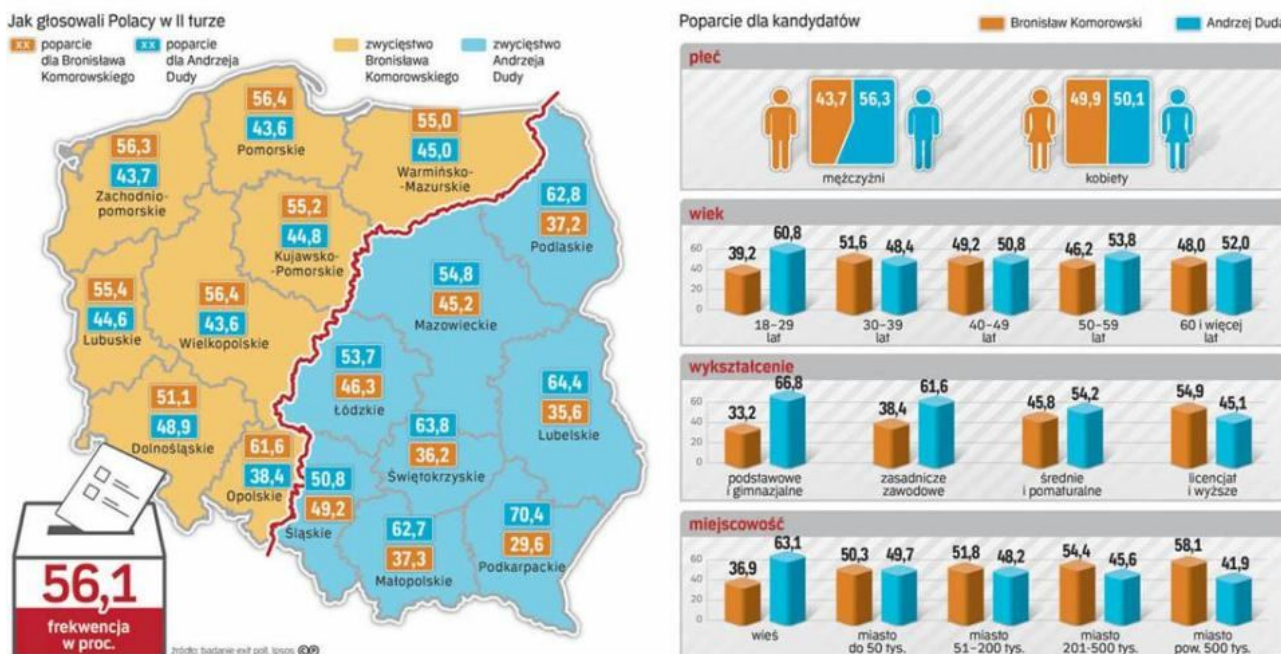 Jak głosowali Polacy w II turze
XX poparcie dla Bronisława Komorowskiego
XX poparcie dla Andrzeja Dudy
zwycięstwo Bronisława Komorowskiego
zwycięstwo Andrzeja Dudy
56,4
43,6
Pomorskie
55,0
45,0
Warmińsko-
-Mazurskie
56,3
43,7
Zachodnio-
pomorskie
62,8
37,2
Podlaskie
55,2
44,8
Kujawsko-
-Pomorskie
54,8
45,2
Mazowieckie
55,4
44,6
Lubuskie
56,4
43,6
Wielkopolskie
53,7
46,3
Łódzkie
64,4
35,6
Lubelskie
51,1
48,9
Dolnośląskie
63,8
36,2
Świętokrzyskie
61,6
38,4
Opolskie
50,8
49,2
Śląskie
62,7
37,3
Małopolskie
70,4
29,6
Podkarpackie
56,1
frekwencja
w proc.
źródło: badanie exit poll, Ipsos
Poparcie dla kandydatów
Bronisław Komorowski
Andrzej Duda
płeć
43,7 56,3
49,9 50,1
mężczyźni
kobiety
wiek
39,2 60,8 51,6 48,4 49,2 50,8 46,2 53,8 48,0 52,0
60
40
20
0
18–29 lat
30–39 lat
40–49 lat
50–59 lat
60 i więcej lat
wykształcenie
33,2 66,8 38,4 61,6 45,8 54,2 54,9 45,1
60
40
20
0
podstawowe i gimnazjalne
zasadnicze zawodowe
średnie i pomaturalne
licencjat i wyższe
miejscowość
36,9 63,1 50,3 49,7 51,8 48,2 54,4 45,6 58,1 41,9
60
40
20
0
wieś
miasto do 50 tys.
miasto 51–200 tys.
miasto 201-500 tys.
miasto pow. 500 tys.